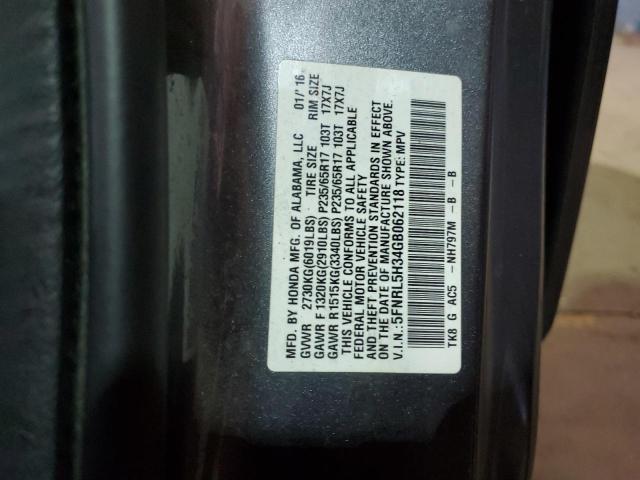 MFD. BY HONDA MFG. OF ALABAMA, LLC 01/'16
GVWR 2730KG(6019LBS) TIRE SIZE RIM SIZE
GAWR F 1320KG(2910LBS) P235/65R17 103T 17X7J
GAWR R 1515KG(3340LBS) P235/65R17 103T 17X7J
THIS VEHICLE CONFORMS TO ALL APPLICABLE
FEDERAL MOTOR VEHICLE SAFETY
AND THEFT PREVENTION STANDARDS IN EFFECT
ON THE DATE OF MANUFACTURE SHOWN ABOVE.
V.I.N.: 5FNRL5H34GB062118 TYPE: MPV
TK8 G AC5 -NH797M -B -B